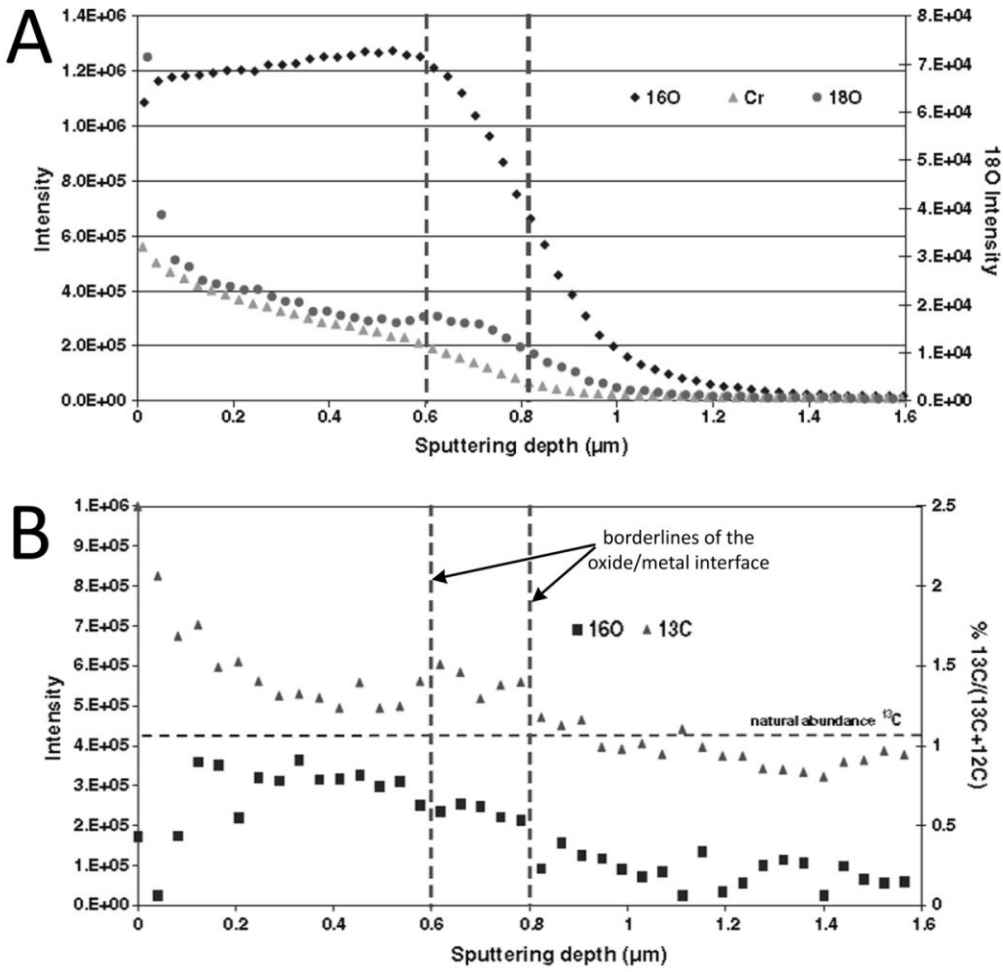 A
1.4E+06
1.2E+06
1.0E+06
8.0E+05
6.0E+05
4.0E+05
2.0E+05
0.0E+00
Intensity
8.E+04
7.E+04
6.E+04
5.E+04
4.E+04
3.E+04
2.E+04
1.E+04
0.E+00
18O Intensity
16O Cr 18O
0 0.2 0.4 0.6 0.8 1 1.2 1.4 1.6
Sputtering depth (µm)
B
1.E+06
9.E+05
8.E+05
7.E+05
6.E+05
5.E+05
4.E+05
3.E+05
2.E+05
1.E+05
0.E+00
Intensity
2.5
2
1.5
1
0.5
0
% 13C/(13C+12C)
borderlines of the
oxide/metal interface
16O 13C
natural abundance ¹³C
0 0.2 0.4 0.6 0.8 1 1.2 1.4 1.6
Sputtering depth (µm)